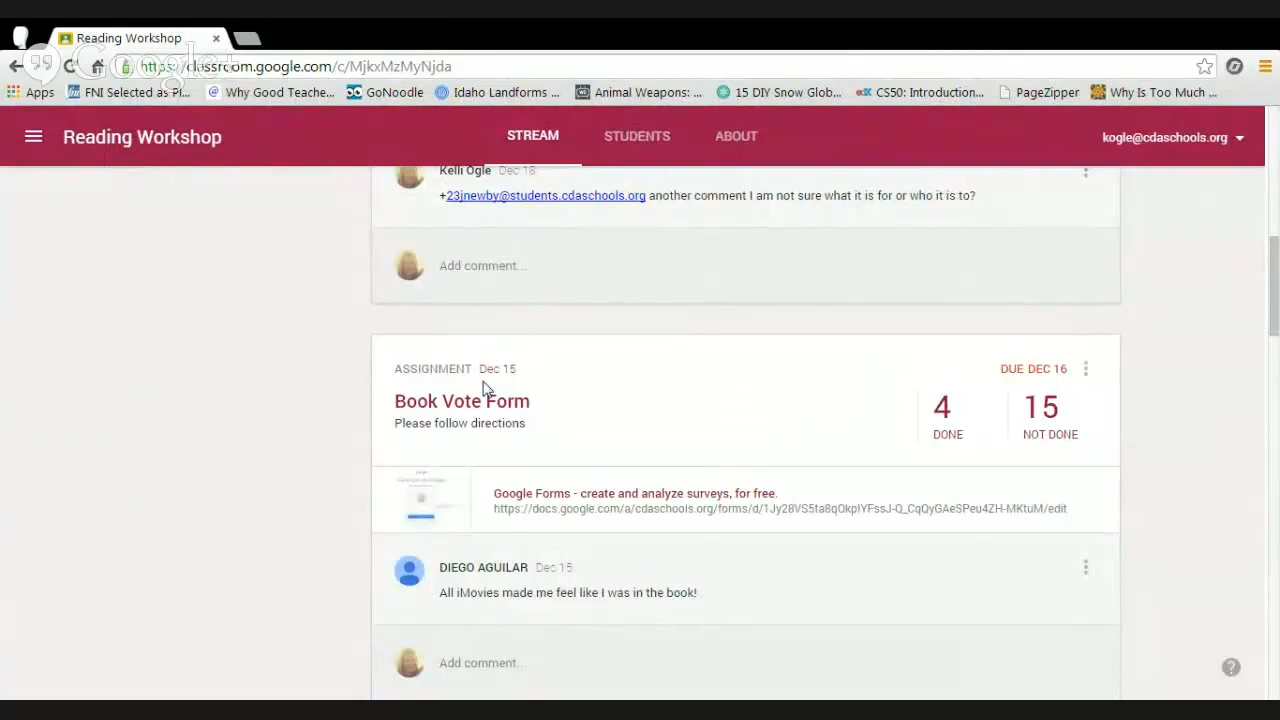 Reading Workshop ×
Google+
https://classroom.google.com/c/MjkxMzMyNjda
Apps FNI Selected as Pl... Why Good Teache... GoNoodle Idaho Landforms ... Animal Weapons: ... 15 DIY Snow Glob... CS50: Introduction... PageZipper Why Is Too Much ...
Reading Workshop STREAM STUDENTS ABOUT kogle@cdaschools.org
Kelli Ogle Dec 18
+23jnewby@students.cdaschools.org another comment I am not sure what it is for or who it is to?
Add comment...
ASSIGNMENT Dec 15 DUE DEC 16
Book Vote Form 4 15
Please follow directions DONE NOT DONE
Google Forms - create and analyze surveys, for free.
https://docs.google.com/a/cdaschools.org/forms/d/1Jy28VS5ta8qOkpIYFssJ-Q_CqQyGAeSPeu4ZH-MKtuM/edit
DIEGO AGUILAR Dec 15
All iMovies made me feel like I was in the book!
Add comment...